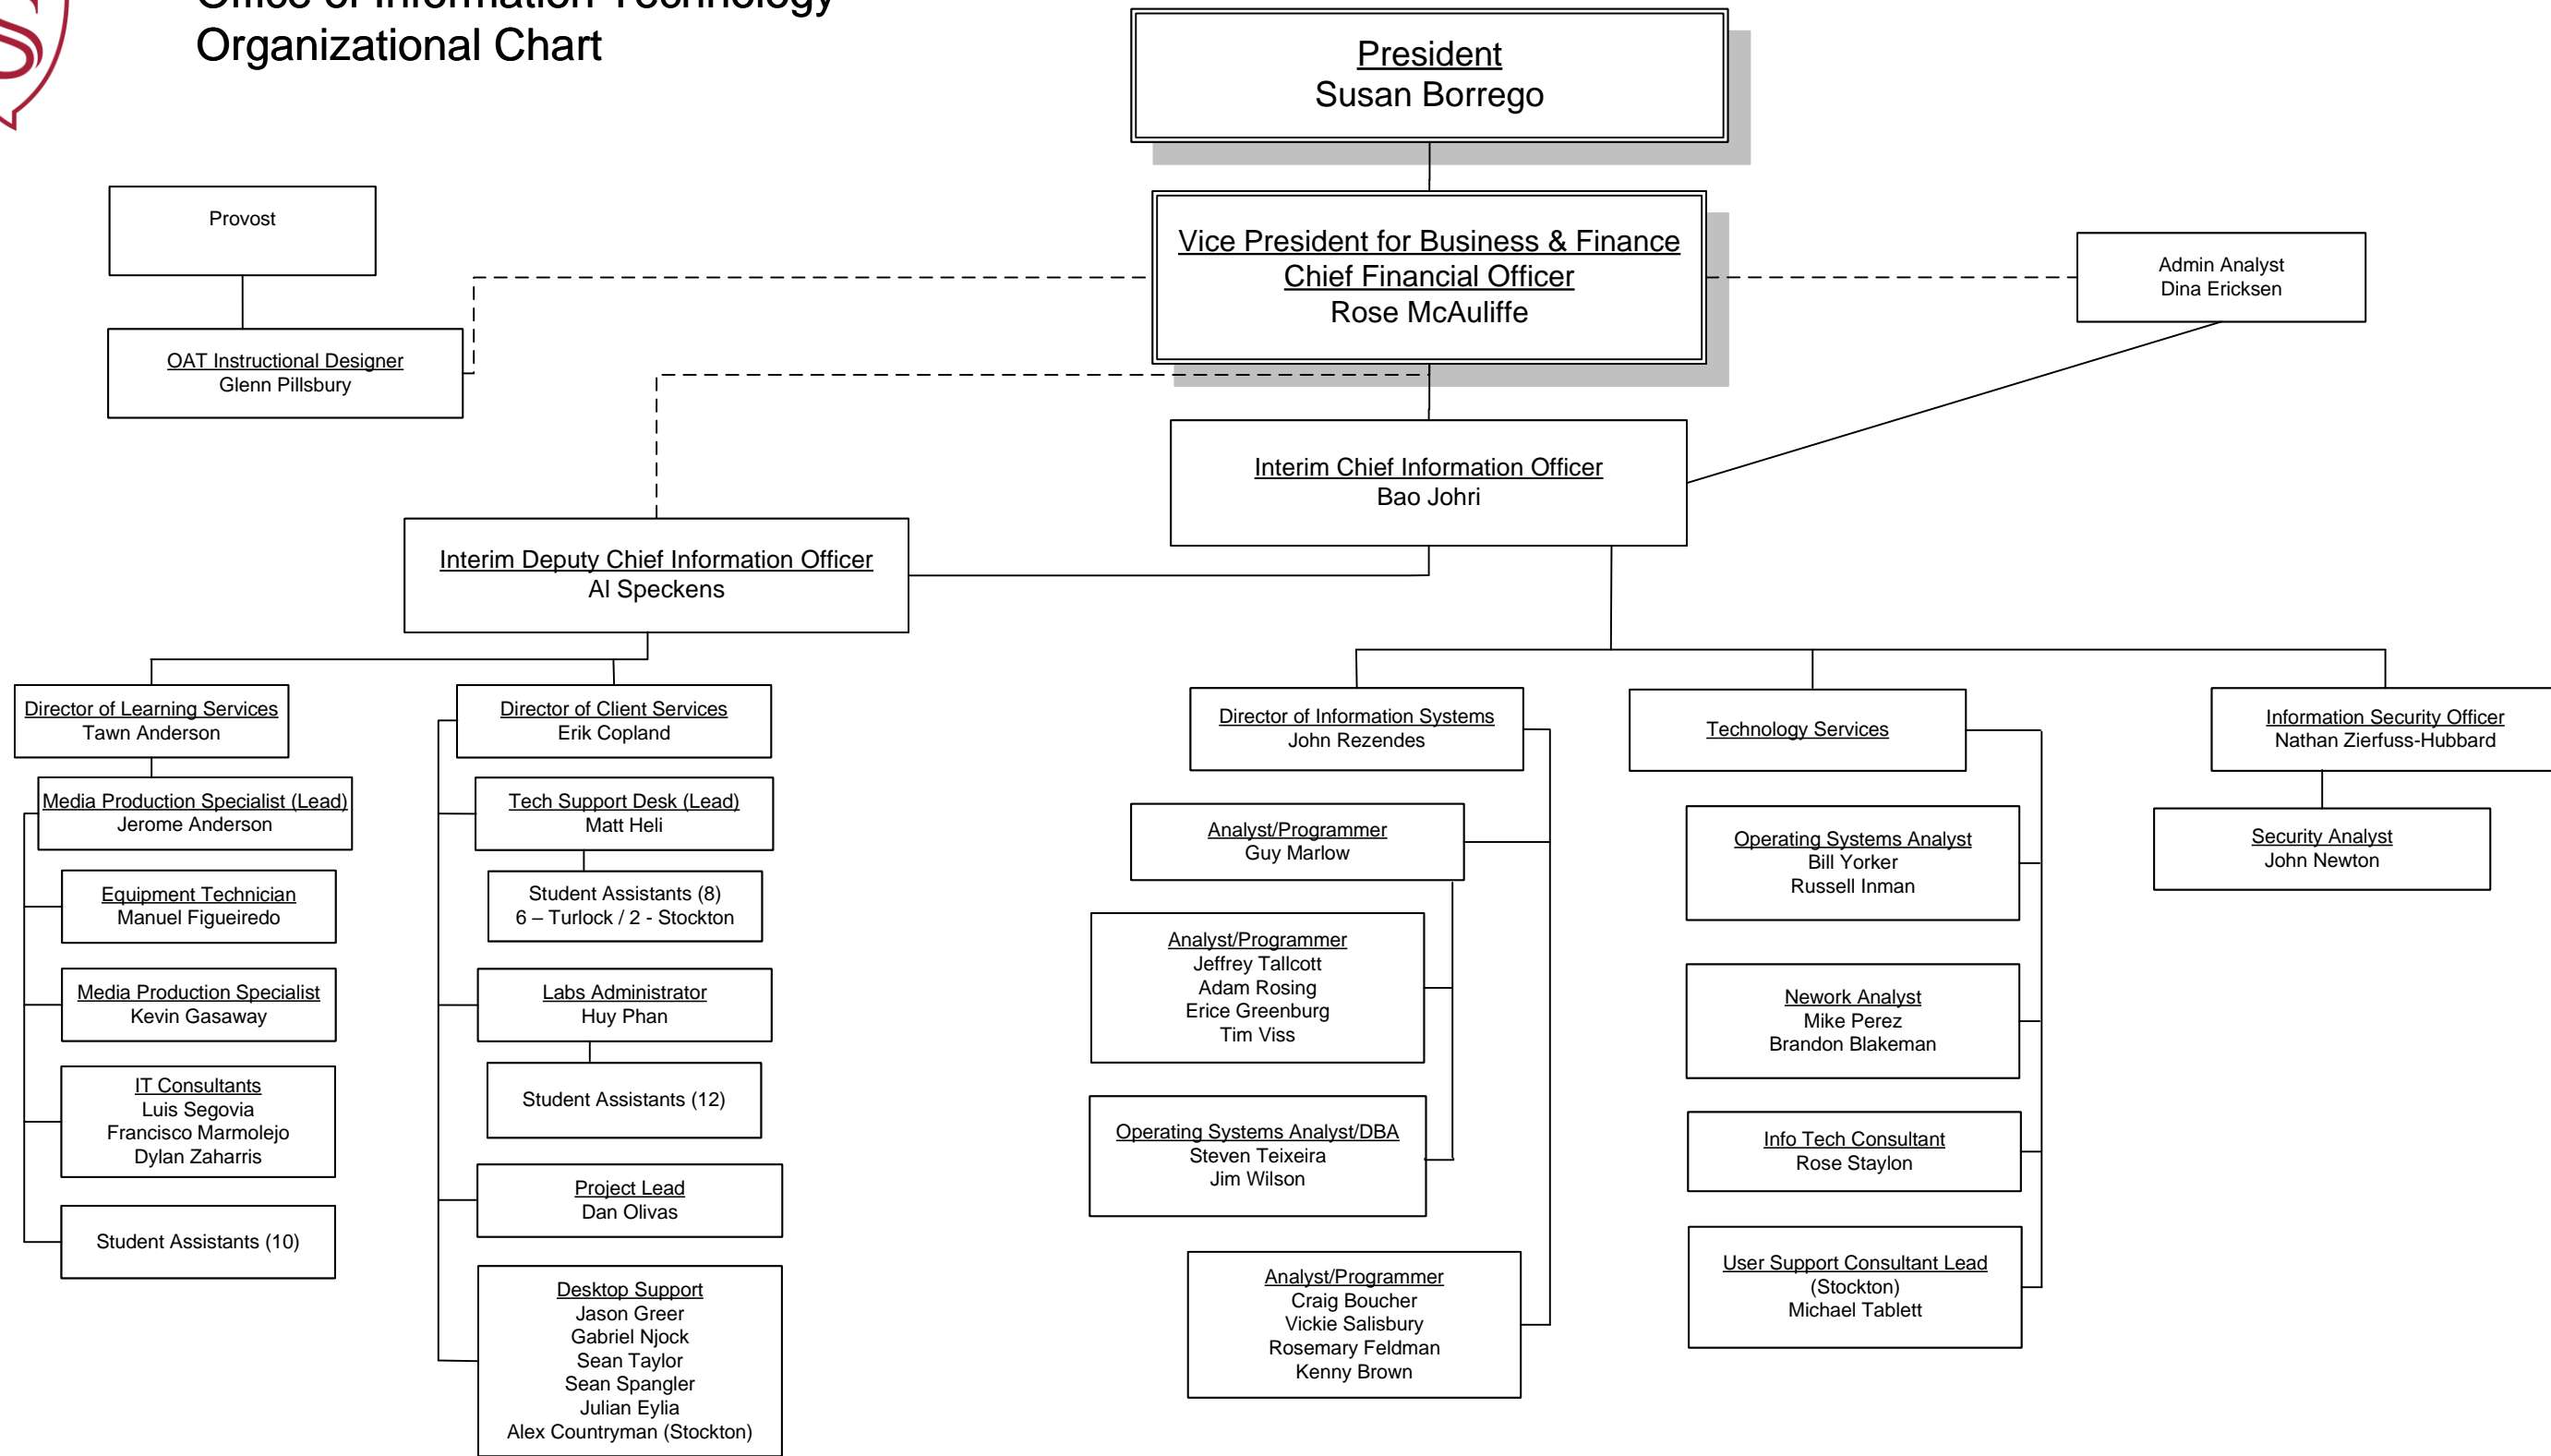 Office of Information Technology
Organizational Chart
President
Susan Borrego
Vice President for Business & Finance
Chief Financial Officer
Rose McAuliffe
Provost
OAT Instructional Designer
Glenn Pillsbury
Admin Analyst
Dina Ericksen
Interim Chief Information Officer
Bao Johri
Interim Deputy Chief Information Officer
Al Speckens
Director of Learning Services
Tawn Anderson
Media Production Specialist (Lead)
Jerome Anderson
Equipment Technician
Manuel Figueiredo
Media Production Specialist
Kevin Gasaway
IT Consultants
Luis Segovia
Francisco Marmolejo
Dylan Zaharris
Student Assistants (10)
Director of Client Services
Erik Copland
Tech Support Desk (Lead)
Matt Heli
Student Assistants (8)
6 – Turlock / 2 - Stockton
Labs Administrator
Huy Phan
Student Assistants (12)
Project Lead
Dan Olivas
Desktop Support
Jason Greer
Gabriel Njock
Sean Taylor
Sean Spangler
Julian Eylia
Alex Countryman (Stockton)
Director of Information Systems
John Rezendes
Analyst/Programmer
Guy Marlow
Analyst/Programmer
Jeffrey Tallcott
Adam Rosing
Erice Greenburg
Tim Viss
Operating Systems Analyst/DBA
Steven Teixeira
Jim Wilson
Analyst/Programmer
Craig Boucher
Vickie Salisbury
Rosemary Feldman
Kenny Brown
Technology Services
Operating Systems Analyst
Bill Yorker
Russell Inman
Nework Analyst
Mike Perez
Brandon Blakeman
Info Tech Consultant
Rose Staylon
User Support Consultant Lead
(Stockton)
Michael Tablett
Information Security Officer
Nathan Zierfuss-Hubbard
Security Analyst
John Newton